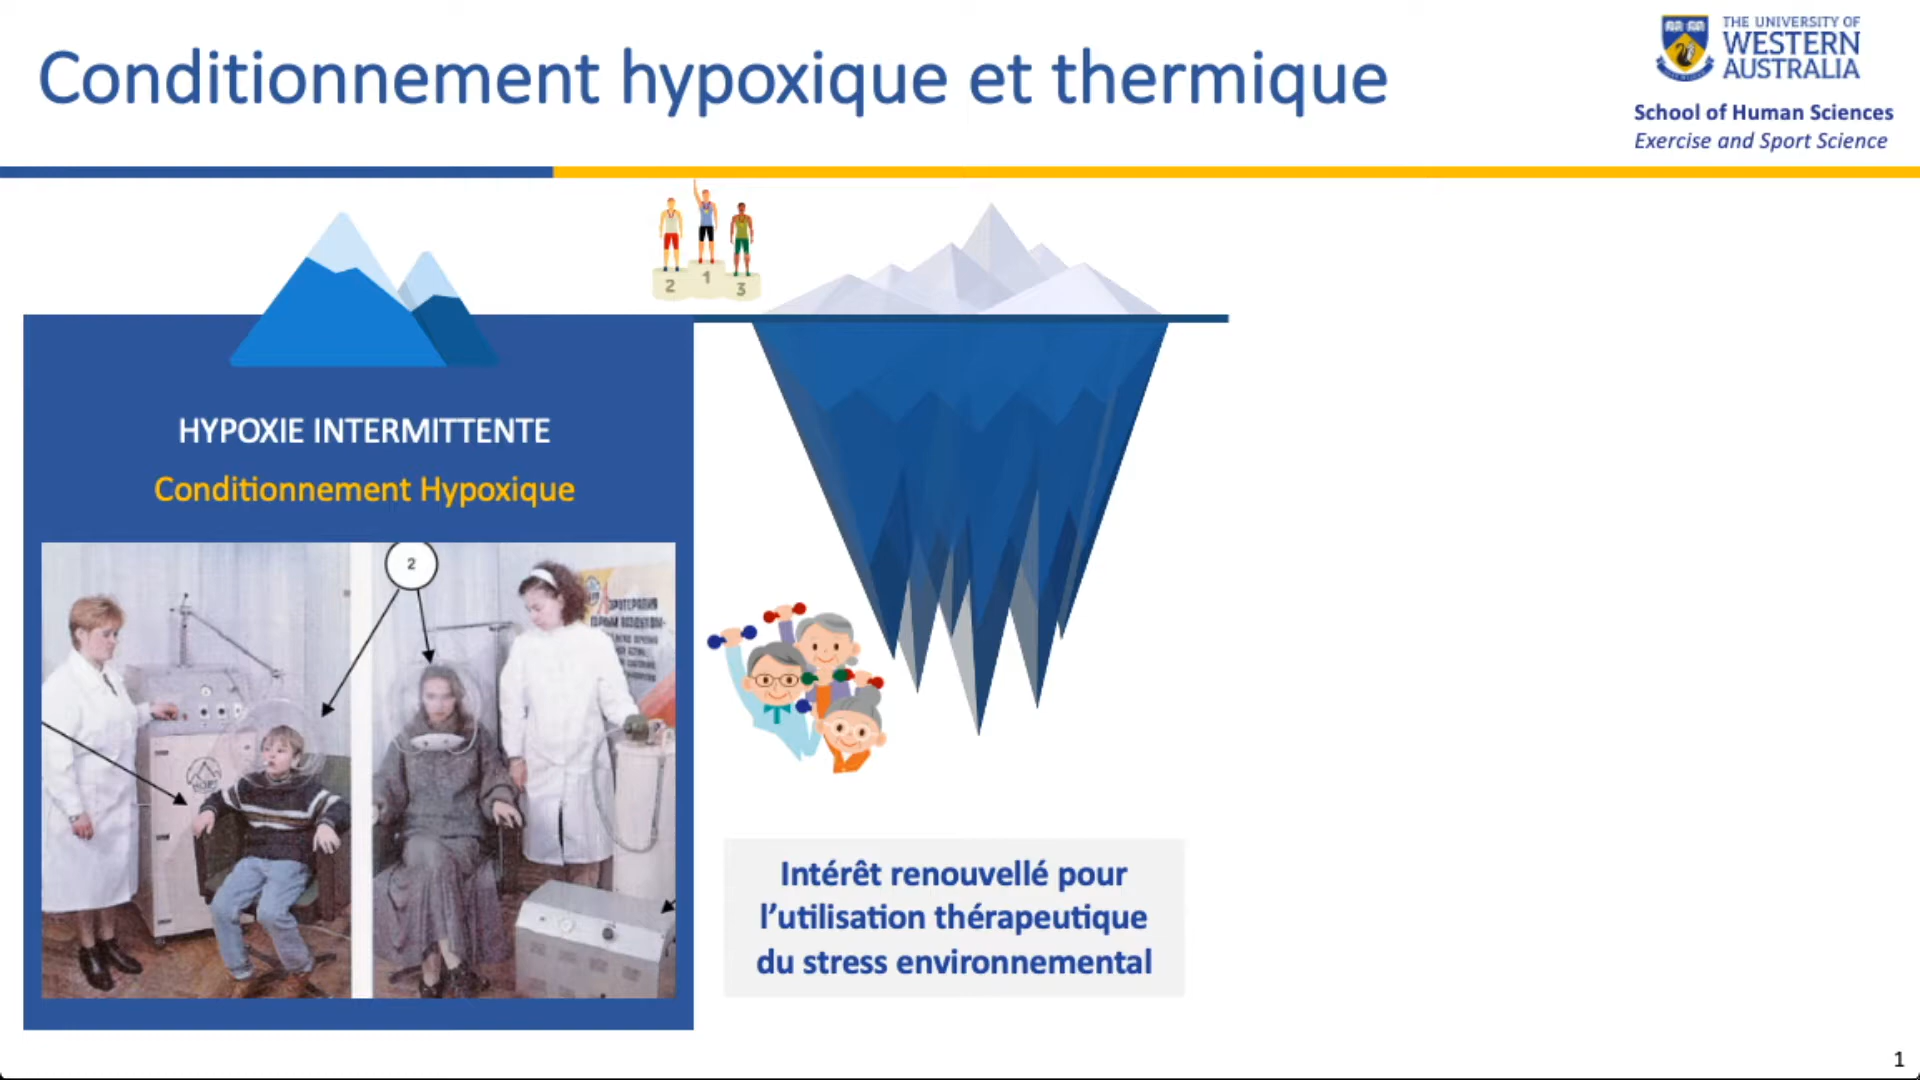 Conditionnement hypoxique et thermique
THE UNIVERSITY OF
WESTERN
AUSTRALIA
School of Human Sciences
Exercise and Sport Science
2
1
3
HYPOXIE INTERMITTENTE
Conditionnement Hypoxique
2
Intérêt renouvellé pour
l’utilisation thérapeutique
du stress environnemental
1